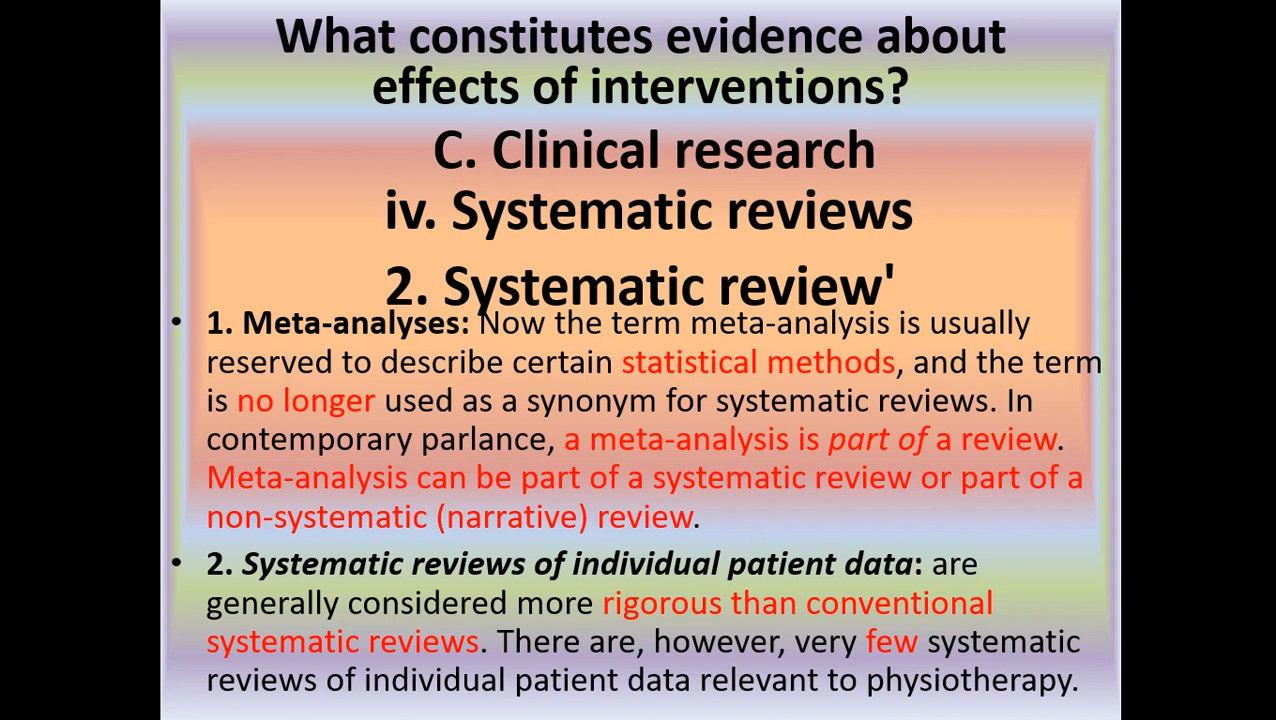 What constitutes evidence about
effects of interventions?
C. Clinical research
iv. Systematic reviews
2. Systematic review'
• 1. Meta-analyses: Now the term meta-analysis is usually
reserved to describe certain statistical methods, and the term
is no longer used as a synonym for systematic reviews. In
contemporary parlance, a meta-analysis is part of a review.
Meta-analysis can be part of a systematic review or part of a
non-systematic (narrative) review.
• 2. Systematic reviews of individual patient data: are
generally considered more rigorous than conventional
systematic reviews. There are, however, very few systematic
reviews of individual patient data relevant to physiotherapy.